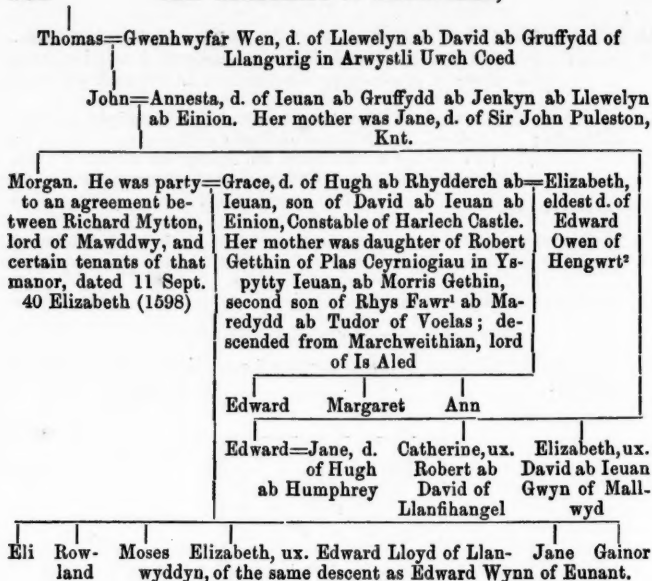 Thomas=Gwenhwyfar Wen, d. of Llewelyn ab David ab Gruffydd of
Llangurig in Arwystli Uwch Coed
John=Annesta, d. of Ieuan ab Gruffydd ab Jenkyn ab Llewelyn
ab Einion. Her mother was Jane, d. of Sir John Puleston,
Knt.
Morgan. He was party
to an agreement be-
tween Richard Mytton,
lord of Mawddwy, and
certain tenants of that
manor, dated 11 Sept.
40 Elizabeth (1598)
=Grace, d. of Hugh ab Rhydderch ab
Ieuan, son of David ab Ieuan ab
Einion, Constable of Harlech Castle.
Her mother was daughter of Robert
Getthin of Plas Ceyrniogiau in Ys-
pytty Ieuan, ab Morris Gethin,
second son of Rhys Fawr¹ ab Ma-
redydd ab Tudor of Voelas; de-
scended from Marchweithian, lord
of Is Aled
=Elizabeth,
eldest d. of
Edward
Owen of
Hengwrt²
Edward Margaret Ann
Edward=Jane, d.
of Hugh
ab Humphrey
Catherine, ux.
Robert ab
David of
Llanfihangel
Elizabeth, ux.
David ab Ieuan
Gwyn of Mall-
wyd
Eli Row- Moses Elizabeth, ux. Edward Lloyd of Llan- Jane Gainor
land wyddyn, of the same descent as Edward Wynn of Eunant.